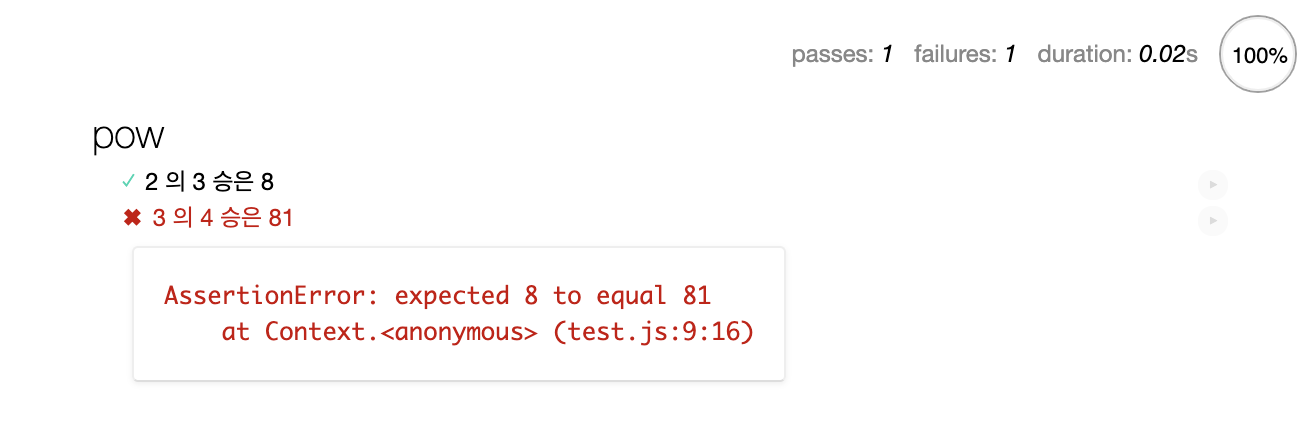 passes: 1 failures: 1 duration: 0.02s 100%
pow
✓ 2 의 3 승은 8
✖ 3 의 4 승은 81
AssertionError: expected 8 to equal 81
at Context.<anonymous> (test.js:9:16)